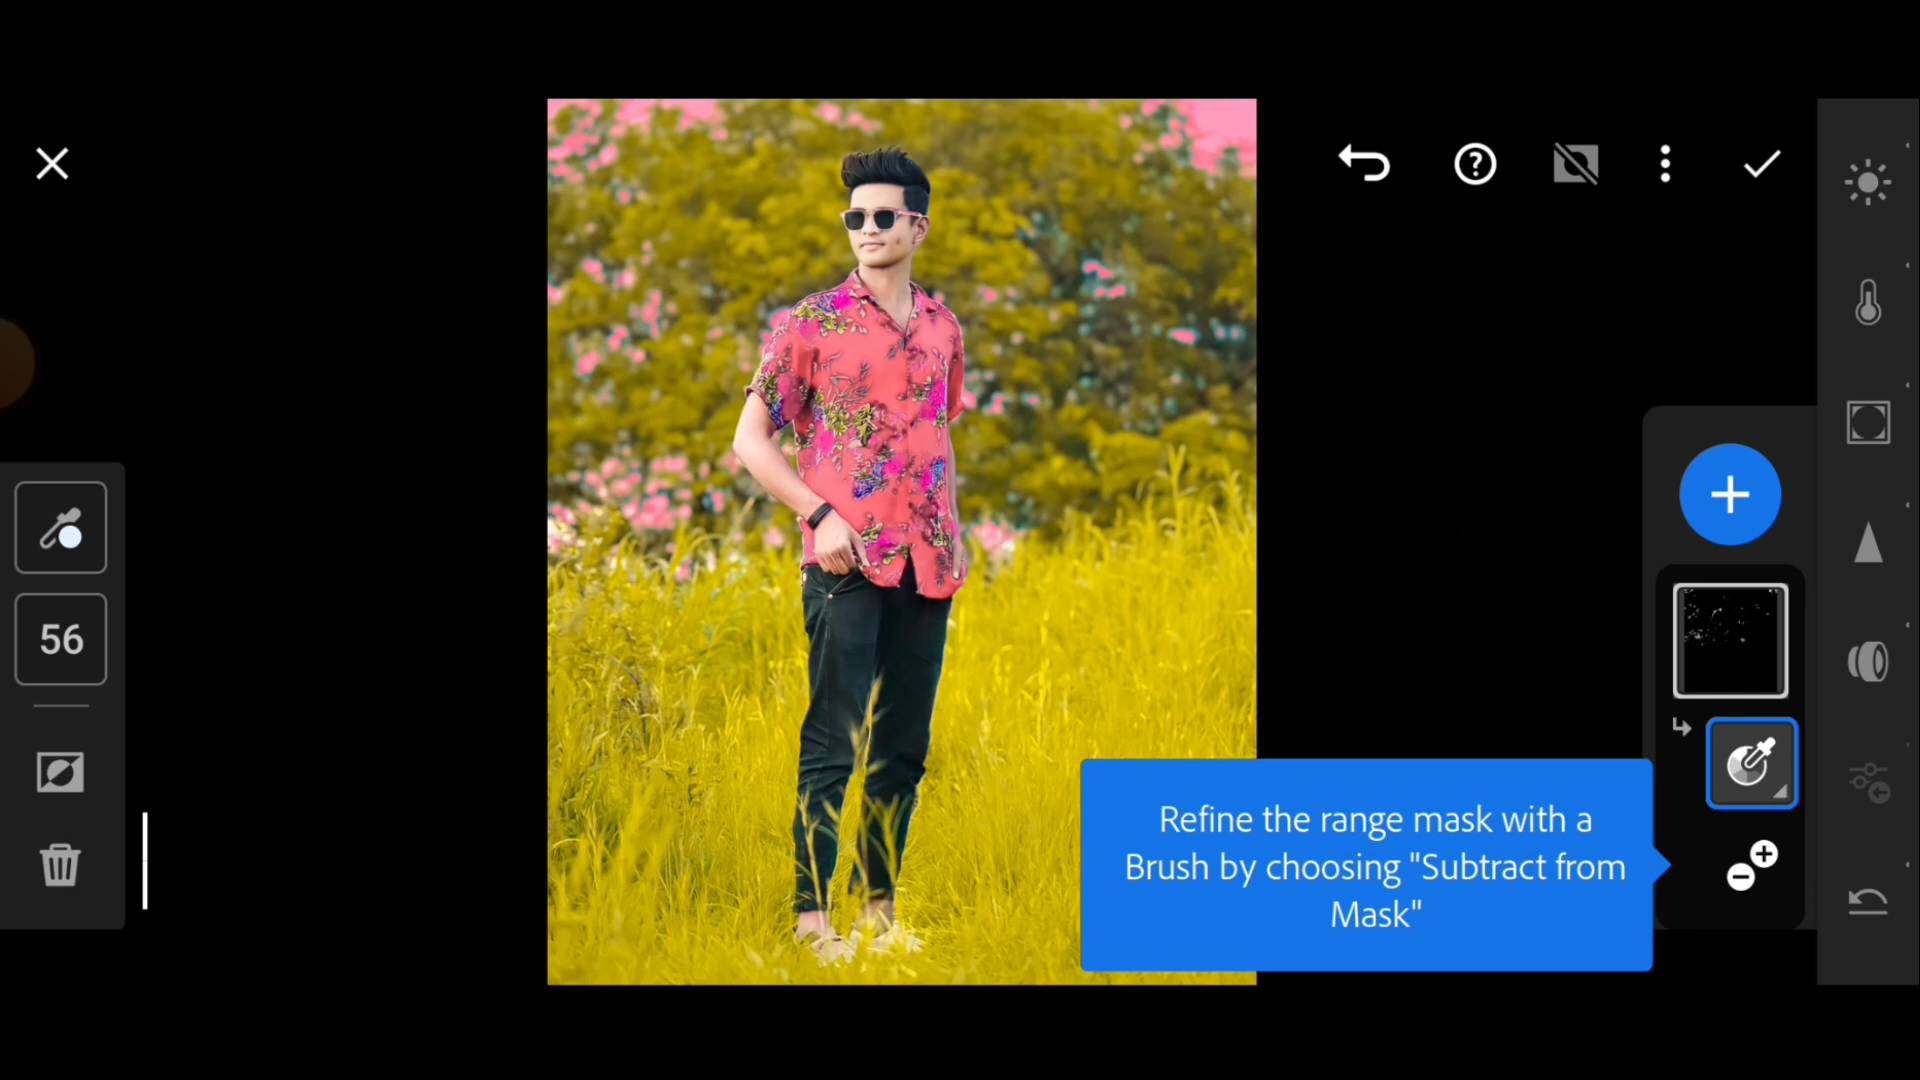 56
Refine the range mask with a
Brush by choosing "Subtract from
Mask"